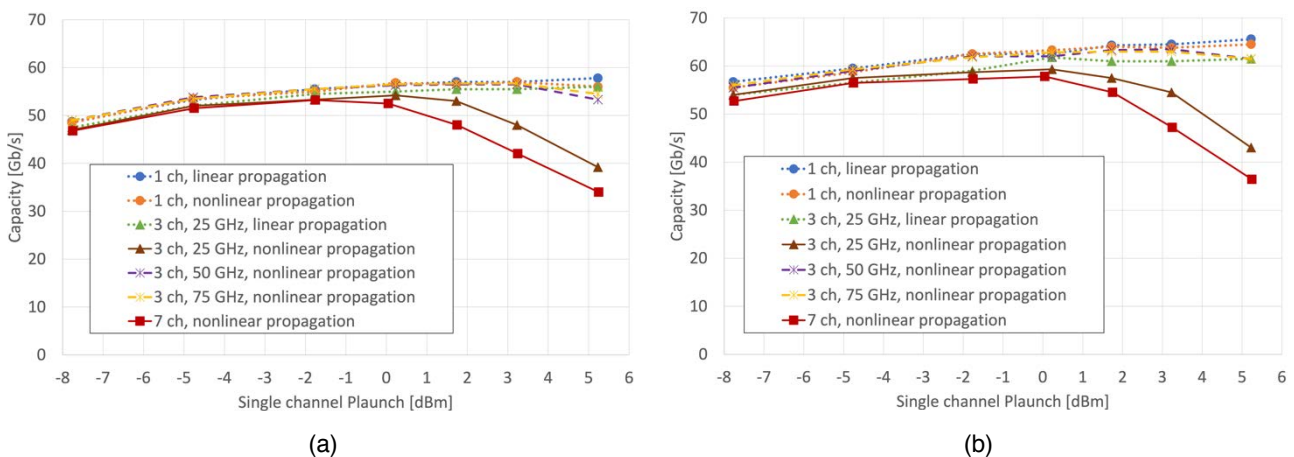 70
60
50
40
30
20
10
0
Capacity [Gb/s]
1 ch, linear propagation
1 ch, nonlinear propagation
3 ch, 25 GHz, linear propagation
3 ch, 25 GHz, nonlinear propagation
3 ch, 50 GHz, nonlinear propagation
3 ch, 75 GHz, nonlinear propagation
7 ch, nonlinear propagation
-8 -7 -6 -5 -4 -3 -2 -1 0 1 2 3 4 5 6
Single channel Plaunch [dBm]
(a)
70
60
50
40
30
20
10
0
Capacity [Gb/s]
1 ch, linear propagation
1 ch, nonlinear propagation
3 ch, 25 GHz, linear propagation
3 ch, 25 GHz, nonlinear propagation
3 ch, 50 GHz, nonlinear propagation
3 ch, 75 GHz, nonlinear propagation
7 ch, nonlinear propagation
-8 -7 -6 -5 -4 -3 -2 -1 0 1 2 3 4 5 6
Single channel Plaunch [dBm]
(b)